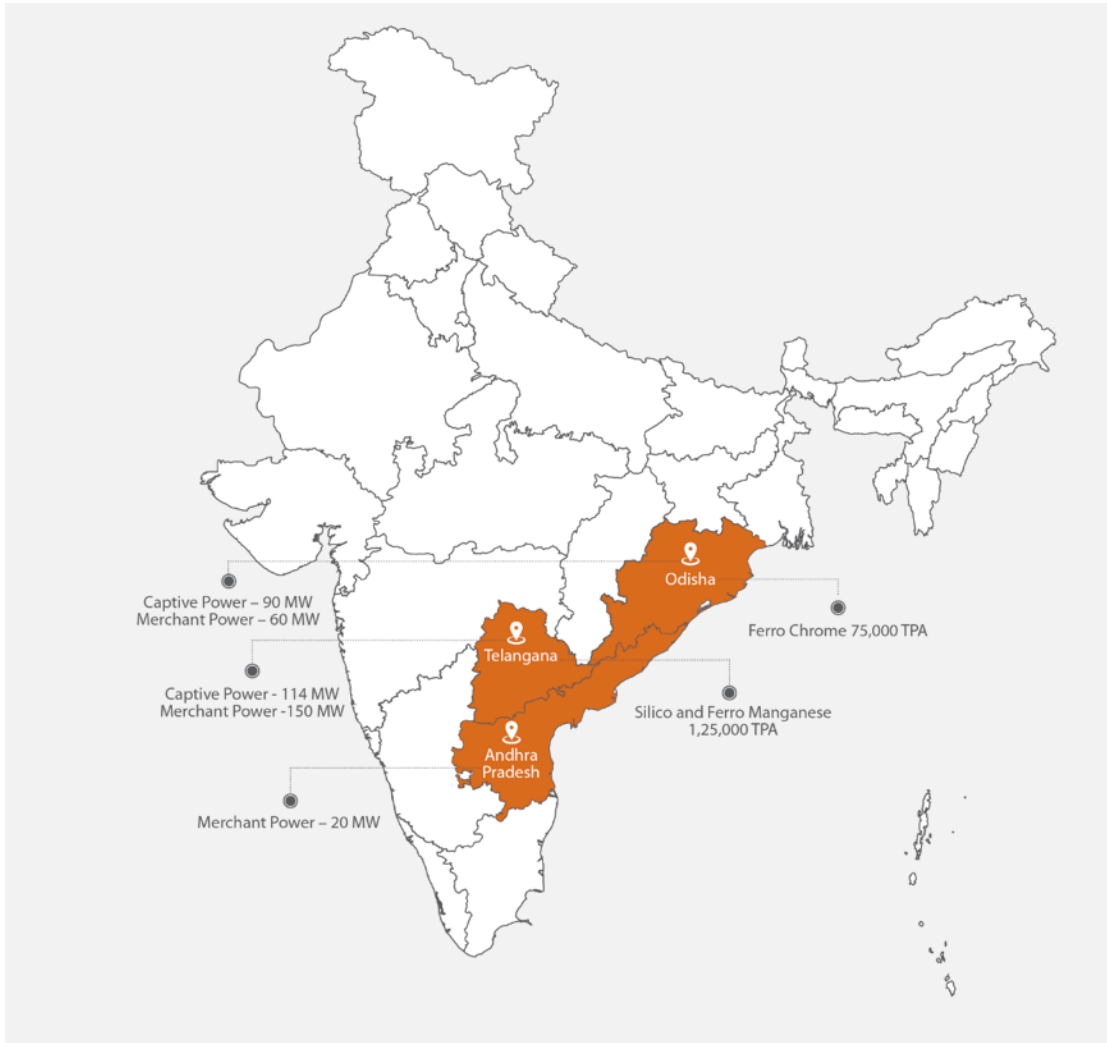 Odisha
Captive Power – 90 MW
Merchant Power – 60 MW
Ferro Chrome 75,000 TPA
Telangana
Captive Power - 114 MW
Merchant Power -150 MW
Silico and Ferro Manganese
1,25,000 TPA
Andhra
Pradesh
Merchant Power – 20 MW